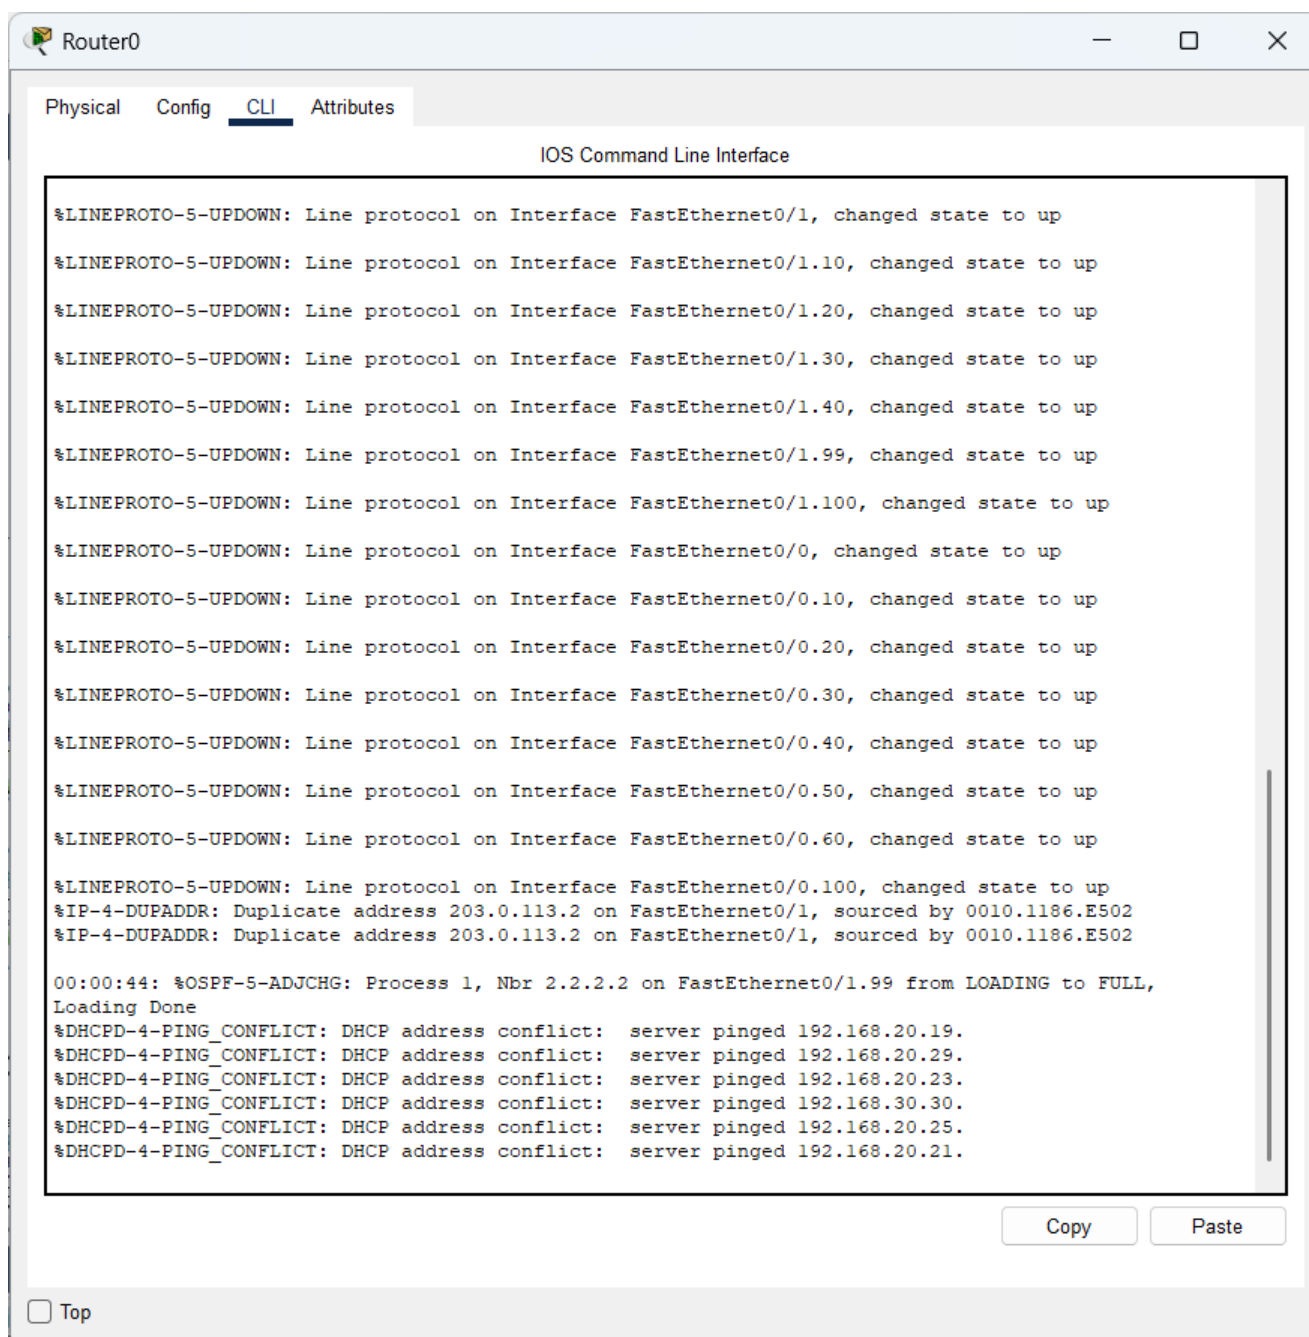 Router0
Physical Config CLI Attributes
IOS Command Line Interface
%LINEPROTO-5-UPDOWN: Line protocol on Interface FastEthernet0/1, changed state to up
%LINEPROTO-5-UPDOWN: Line protocol on Interface FastEthernet0/1.10, changed state to up
%LINEPROTO-5-UPDOWN: Line protocol on Interface FastEthernet0/1.20, changed state to up
%LINEPROTO-5-UPDOWN: Line protocol on Interface FastEthernet0/1.30, changed state to up
%LINEPROTO-5-UPDOWN: Line protocol on Interface FastEthernet0/1.40, changed state to up
%LINEPROTO-5-UPDOWN: Line protocol on Interface FastEthernet0/1.99, changed state to up
%LINEPROTO-5-UPDOWN: Line protocol on Interface FastEthernet0/1.100, changed state to up
%LINEPROTO-5-UPDOWN: Line protocol on Interface FastEthernet0/0, changed state to up
%LINEPROTO-5-UPDOWN: Line protocol on Interface FastEthernet0/0.10, changed state to up
%LINEPROTO-5-UPDOWN: Line protocol on Interface FastEthernet0/0.20, changed state to up
%LINEPROTO-5-UPDOWN: Line protocol on Interface FastEthernet0/0.30, changed state to up
%LINEPROTO-5-UPDOWN: Line protocol on Interface FastEthernet0/0.40, changed state to up
%LINEPROTO-5-UPDOWN: Line protocol on Interface FastEthernet0/0.50, changed state to up
%LINEPROTO-5-UPDOWN: Line protocol on Interface FastEthernet0/0.60, changed state to up
%LINEPROTO-5-UPDOWN: Line protocol on Interface FastEthernet0/0.100, changed state to up
%IP-4-DUPADDR: Duplicate address 203.0.113.2 on FastEthernet0/1, sourced by 0010.1186.E502
%IP-4-DUPADDR: Duplicate address 203.0.113.2 on FastEthernet0/1, sourced by 0010.1186.E502
00:00:44: %OSPF-5-ADJCHG: Process 1, Nbr 2.2.2.2 on FastEthernet0/1.99 from LOADING to FULL,
Loading Done
%DHCPD-4-PING_CONFLICT: DHCP address conflict:  server pinged 192.168.20.19.
%DHCPD-4-PING_CONFLICT: DHCP address conflict:  server pinged 192.168.20.29.
%DHCPD-4-PING_CONFLICT: DHCP address conflict:  server pinged 192.168.20.23.
%DHCPD-4-PING_CONFLICT: DHCP address conflict:  server pinged 192.168.30.30.
%DHCPD-4-PING_CONFLICT: DHCP address conflict:  server pinged 192.168.20.25.
%DHCPD-4-PING_CONFLICT: DHCP address conflict:  server pinged 192.168.20.21.
Copy Paste
Top